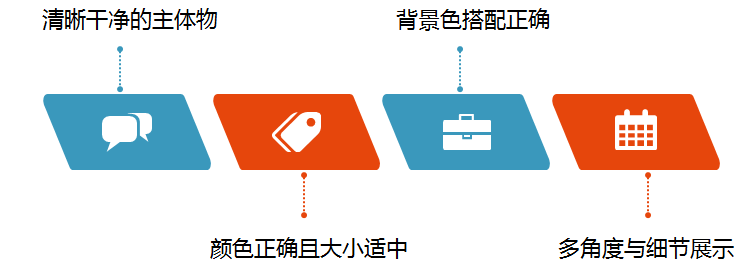 清晰干净的主体物
背景色搭配正确
颜色正确且大小适中
多角度与细节展示